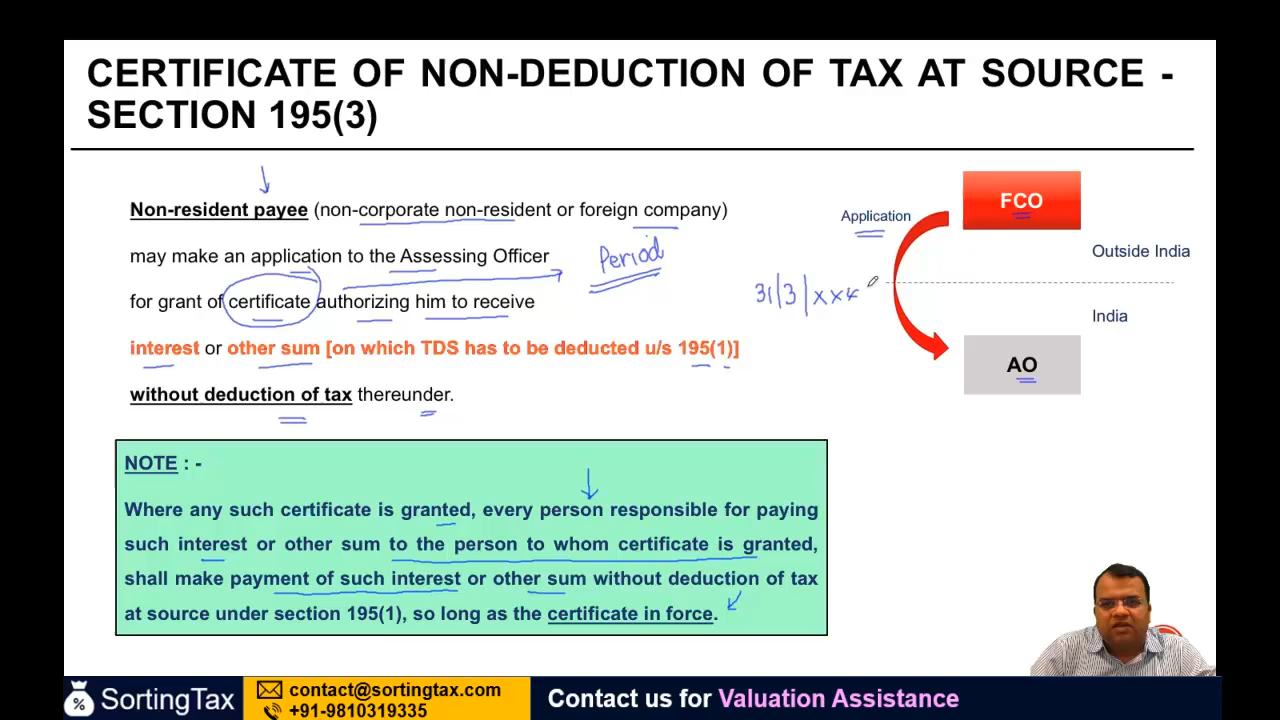 CERTIFICATE OF NON-DEDUCTION OF TAX AT SOURCE -
SECTION 195(3)
Non-resident payee (non-corporate non-resident or foreign company)
may make an application to the Assessing Officer
for grant of certificate authorizing him to receive
interest or other sum [on which TDS has to be deducted u/s 195(1)]
without deduction of tax thereunder.
Period
31/3/xx4
Application
FCO
Outside India
India
AO
NOTE : -
Where any such certificate is granted, every person responsible for paying
such interest or other sum to the person to whom certificate is granted,
shall make payment of such interest or other sum without deduction of tax
at source under section 195(1), so long as the certificate in force.
SortingTax
contact@sortingtax.com
+91-9810319335
Contact us for Valuation Assistance